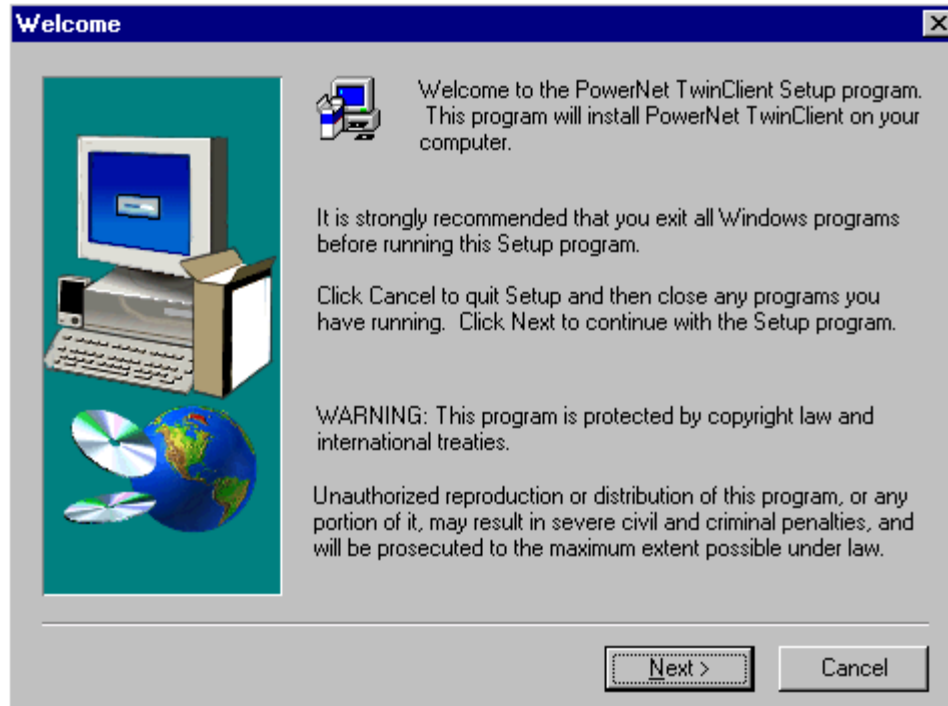 Welcome
Welcome to the PowerNet TwinClient Setup program.
This program will install PowerNet TwinClient on your
computer.
It is strongly recommended that you exit all Windows programs
before running this Setup program.
Click Cancel to quit Setup and then close any programs you
have running. Click Next to continue with the Setup program.
WARNING: This program is protected by copyright law and
international treaties.
Unauthorized reproduction or distribution of this program, or any
portion of it, may result in severe civil and criminal penalties, and
will be prosecuted to the maximum extent possible under law.
Next >
Cancel